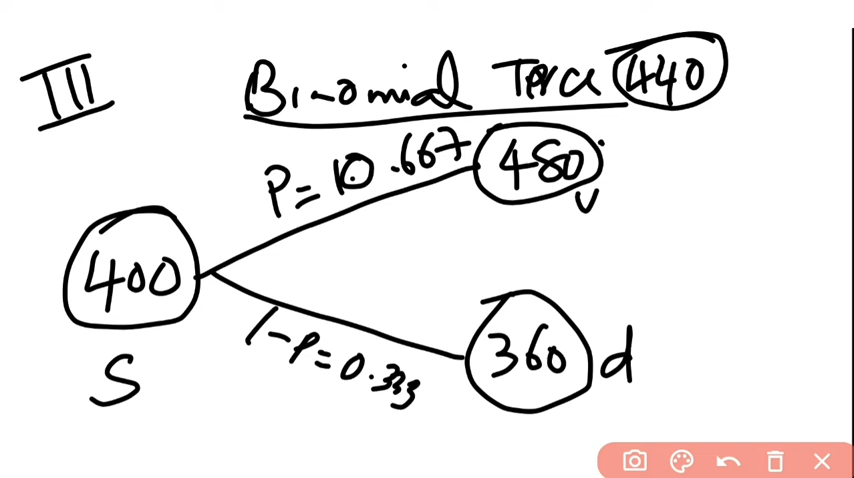 III
Binomial Tree 440
P = 0.667 480 u
400
S
1-P = 0.333
360 d